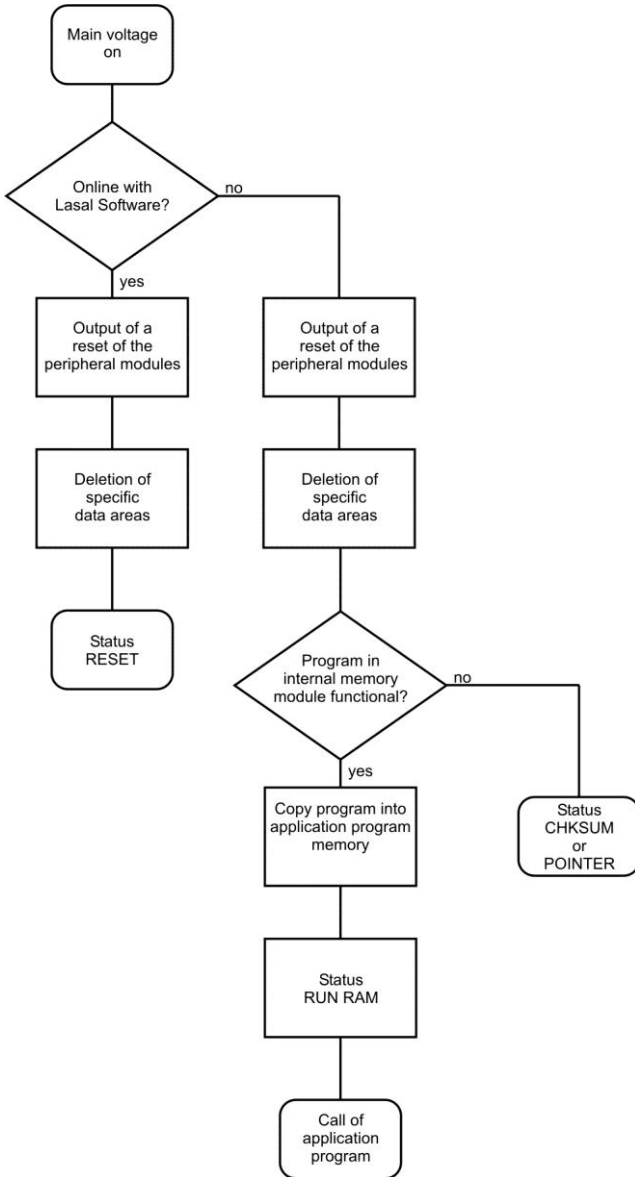 Main voltage
on
Online with
Lasal Software?
no
yes
Output of a
reset of the
peripheral modules
Output of a
reset of the
peripheral modules
Deletion of
specific
data areas
Deletion of
specific
data areas
Status
RESET
Program in
internal memory
module functional?
no
yes
Copy program into
application program
memory
Status
CHKSUM
or
POINTER
Status
RUN RAM
Call of
application
program